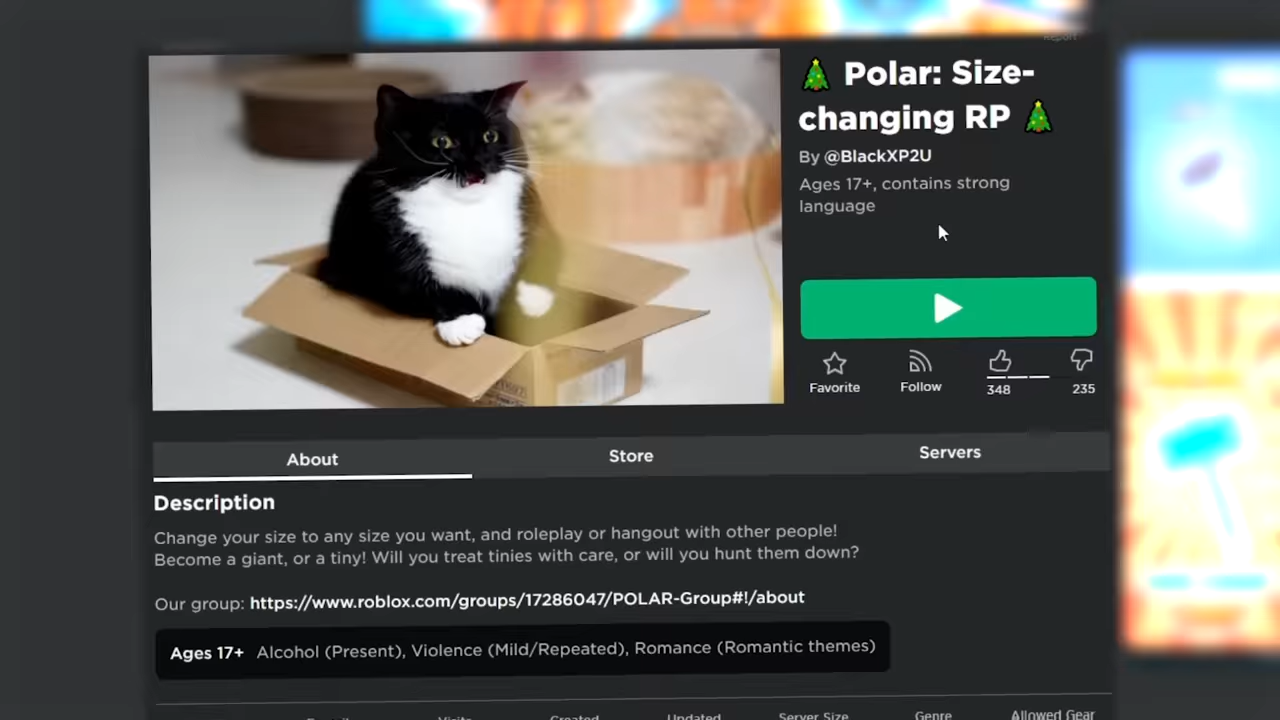 Report
🎄 Polar: Size-
changing RP 🎄
By @BlackXP2U
Ages 17+, contains strong
language
Favorite
Follow
348
235
About
Store
Servers
Description
Change your size to any size you want, and roleplay or hangout with other people!
Become a giant, or a tiny! Will you treat tinies with care, or will you hunt them down?
Our group: https://www.roblox.com/groups/17286047/POLAR-Group#!/about
Ages 17+ Alcohol (Present), Violence (Mild/Repeated), Romance (Romantic themes)
Visits Created Updated Server Size Genre Allowed Gear